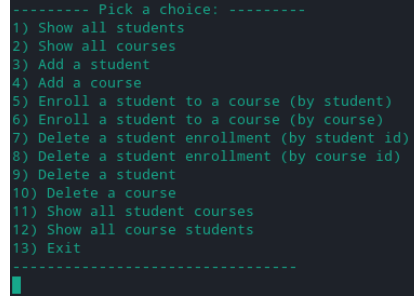 --------- Pick a choice: ---------
1) Show all students
2) Show all courses
3) Add a student
4) Add a course
5) Enroll a student to a course (by student)
6) Enroll a student to a course (by course)
7) Delete a student enrollment (by student id)
8) Delete a student enrollment (by course id)
9) Delete a student
10) Delete a course
11) Show all student courses
12) Show all course students
13) Exit
----------------------------------